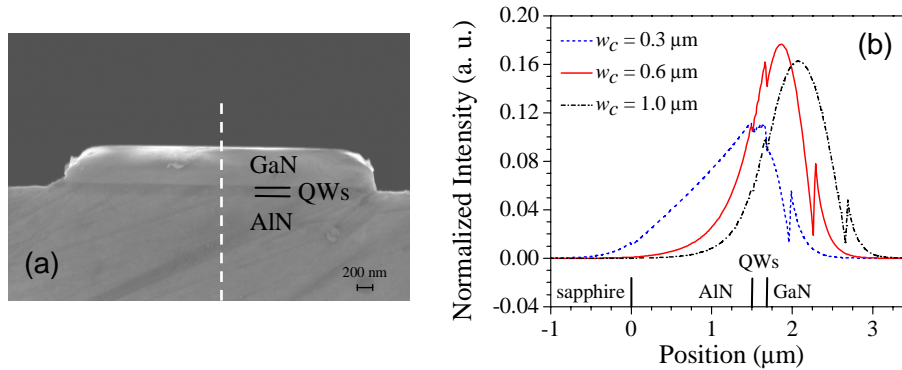 GaN
QWs
AlN
(a)
200 nm
(b)
w_c = 0.3 µm
w_c = 0.6 µm
w_c = 1.0 µm
Normalized Intensity (a. u.)
0.20
0.16
0.12
0.08
0.04
0.00
-0.04
QWs
sapphire
AlN
GaN
-1
0
1
2
3
Position (µm)